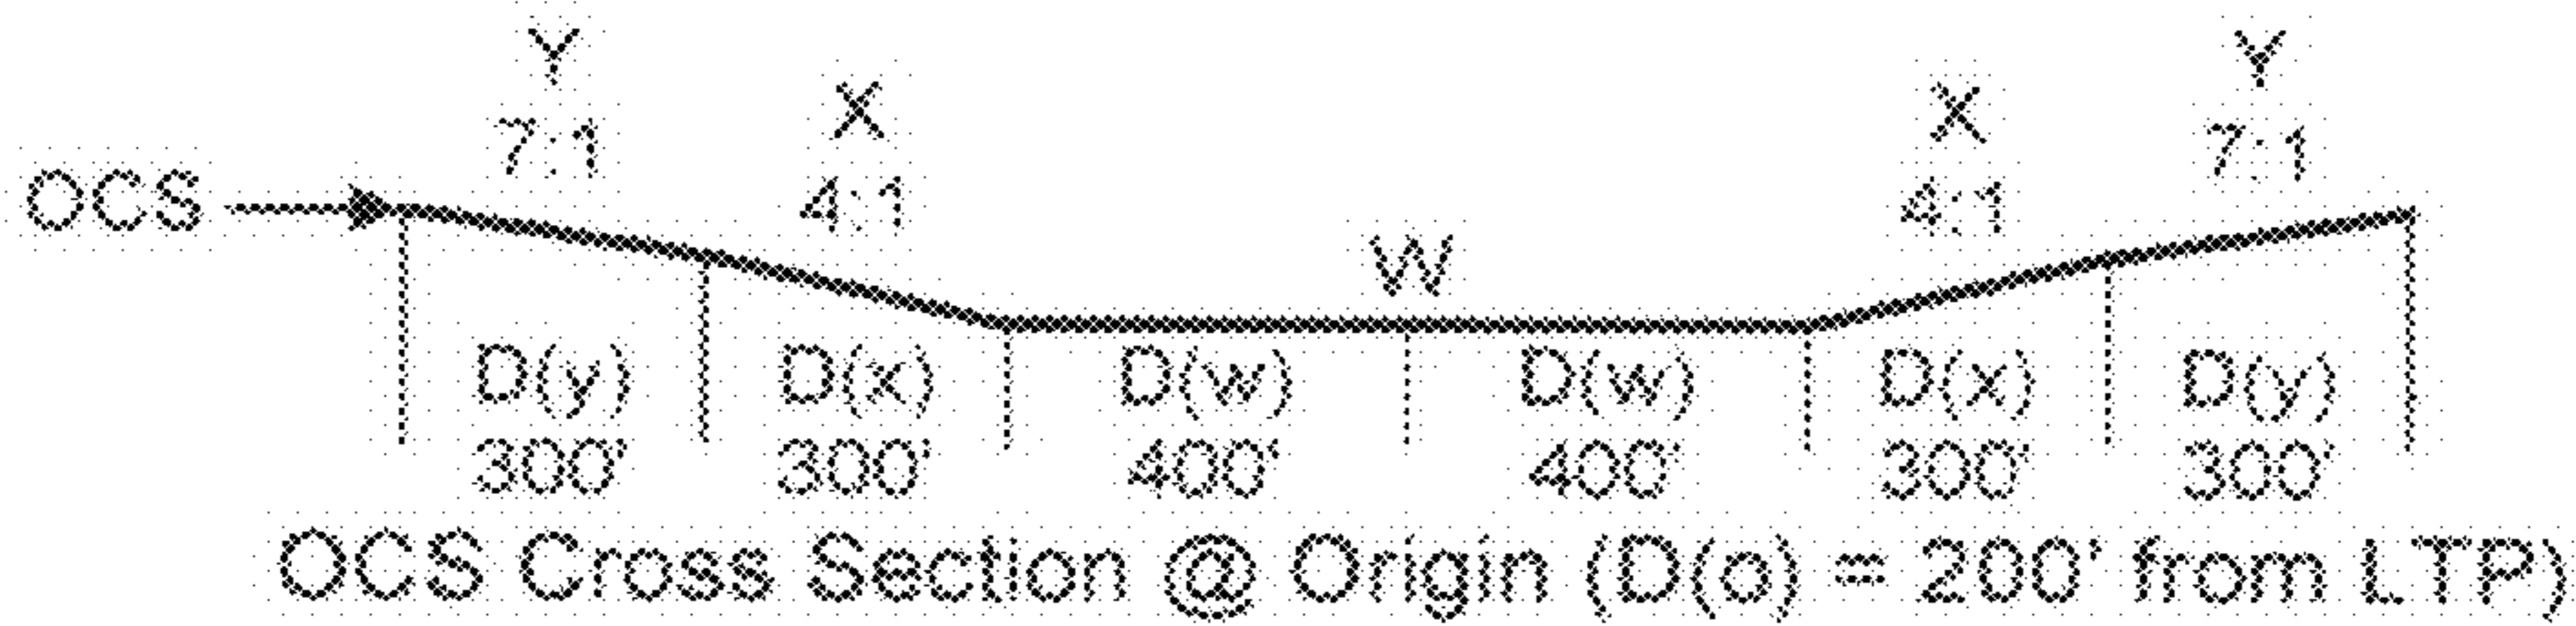 Y Y
7:1 X X 7:1
OCS 4:1 4:1
W
D(y) D(x) D(w) D(w) D(x) D(y)
300' 300' 400' 400' 300' 300'
OCS Cross Section @ Origin (D(o) = 200' from LTP)